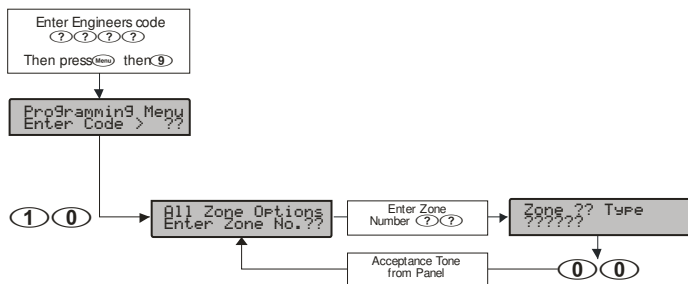 Enter Engineers code
? ? ? ?
Then press Menu then 9
Programming Menu
Enter Code > ??
1 0
All Zone Options
Enter Zone No.??
Enter Zone
Number ? ?
Zone ?? Type
??????
Acceptance Tone
from Panel
0 0